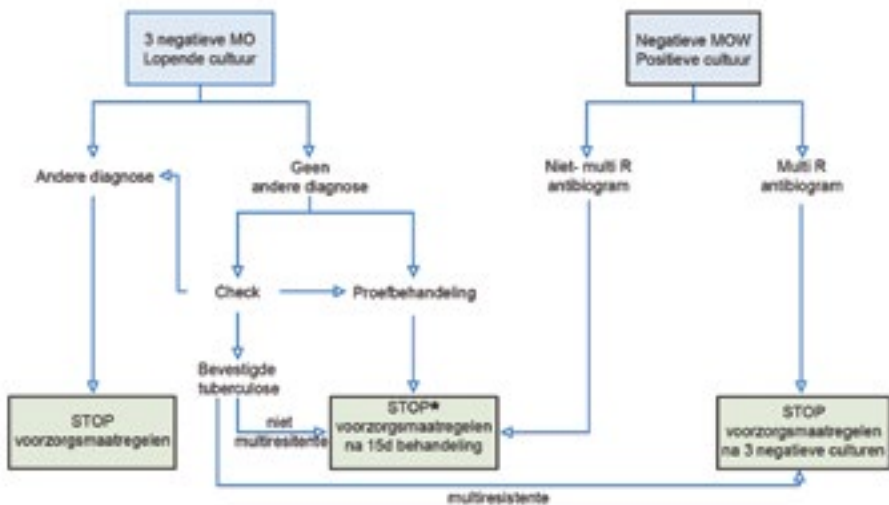 3 negatieve MO
Lopende cultuur
Negatieve MOW
Positieve cultuur
Andere diagnose
Geen
andere diagnose
Niet- multi R
antibiogram
Multi R
antibiogram
Check
Proefbehandeling
Bevestigde
tuberculose
STOP
voorzorgsmaatregelen
niet
multiresitente
STOP*
voorzorgsmaatregelen
na 15d behandeling
STOP
voorzorgsmaatregelen
na 3 negatieve culturen
multiresistente